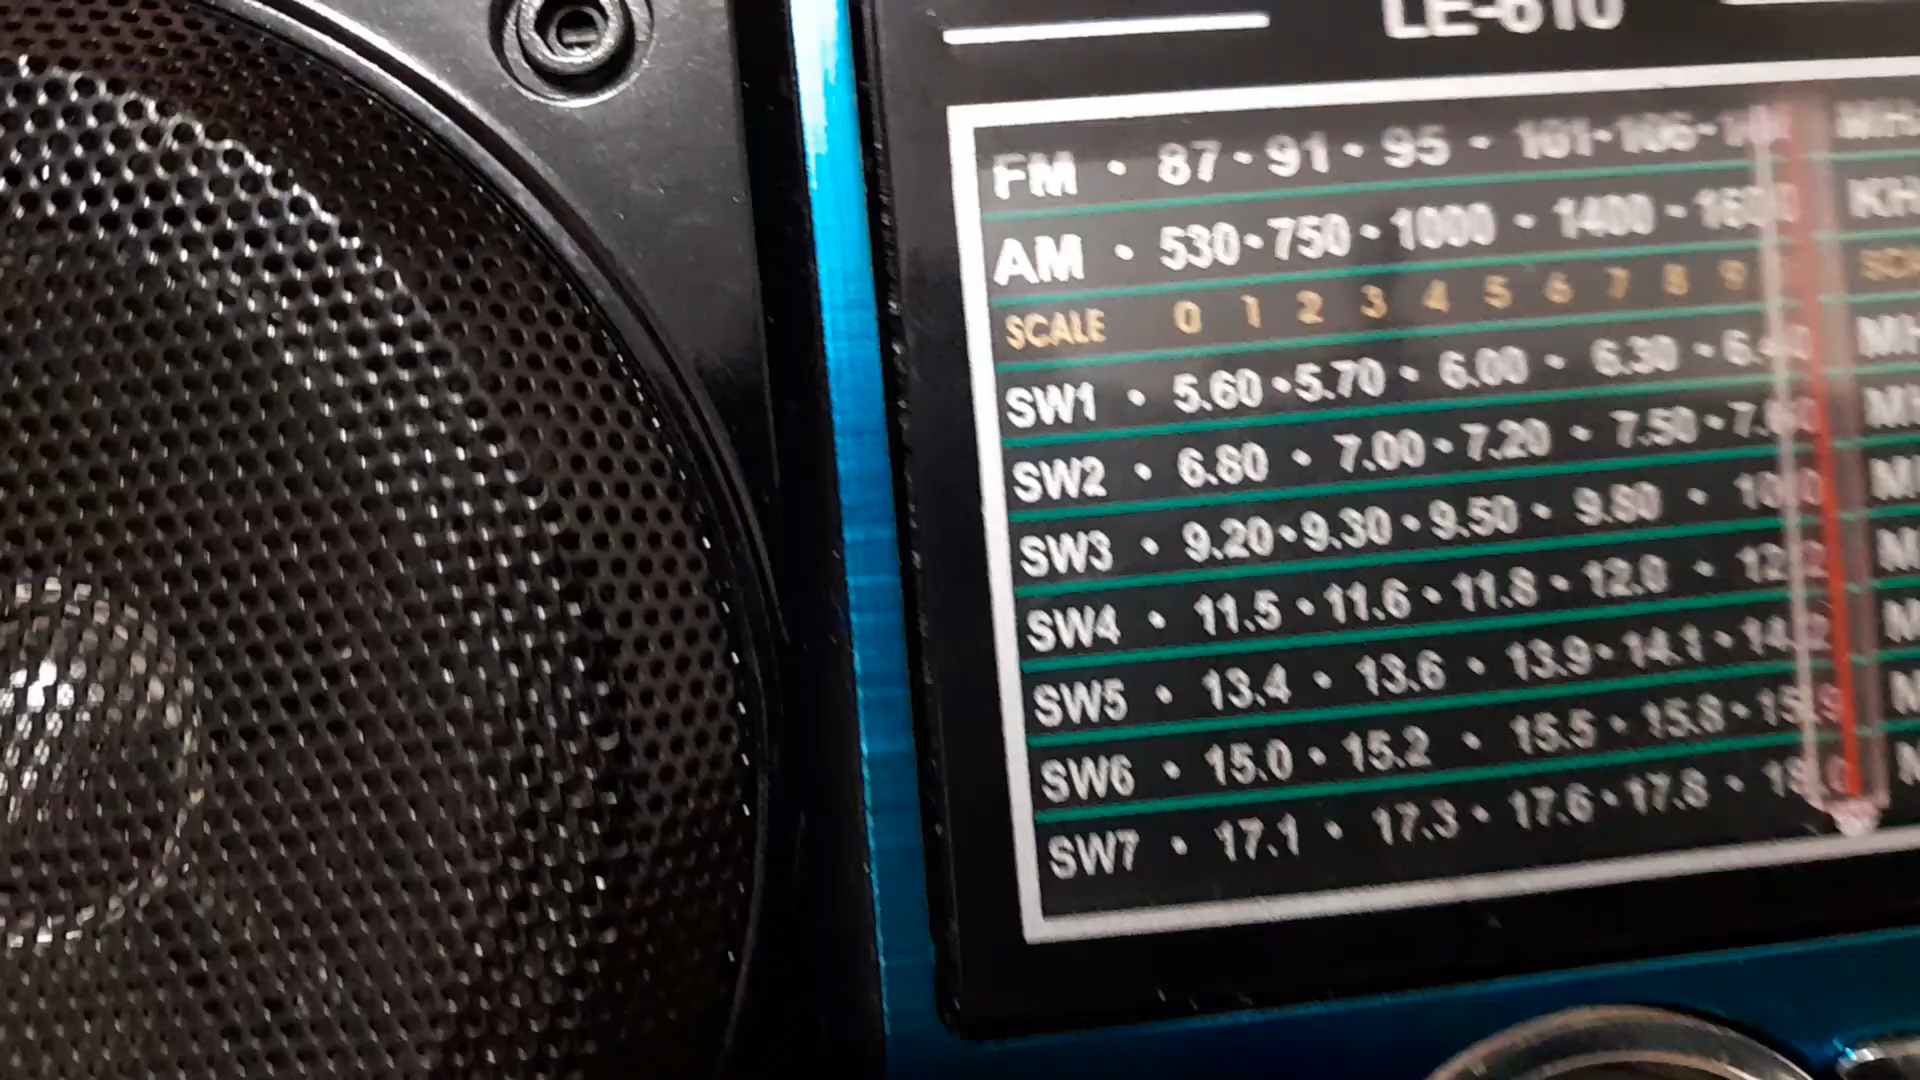 LE-610
FM • 87 • 91 • 95 • 101 • 106 •
AM • 530 • 750 • 1000 • 1400 • 1600
SCALE 0 1 2 3 4 5 6 7 8 9
SW1 • 5.60 • 5.70 • 6.00 • 6.30 •
SW2 • 6.80 • 7.00 • 7.20 • 7.50 •
SW3 • 9.20 • 9.30 • 9.50 • 9.80 •
SW4 • 11.5 • 11.6 • 11.8 • 12.0 •
SW5 • 13.4 • 13.6 • 13.9 • 14.1 •
SW6 • 15.0 • 15.2 • 15.5 • 15.8 • 15.9
SW7 • 17.1 • 17.3 • 17.6 • 17.8 •